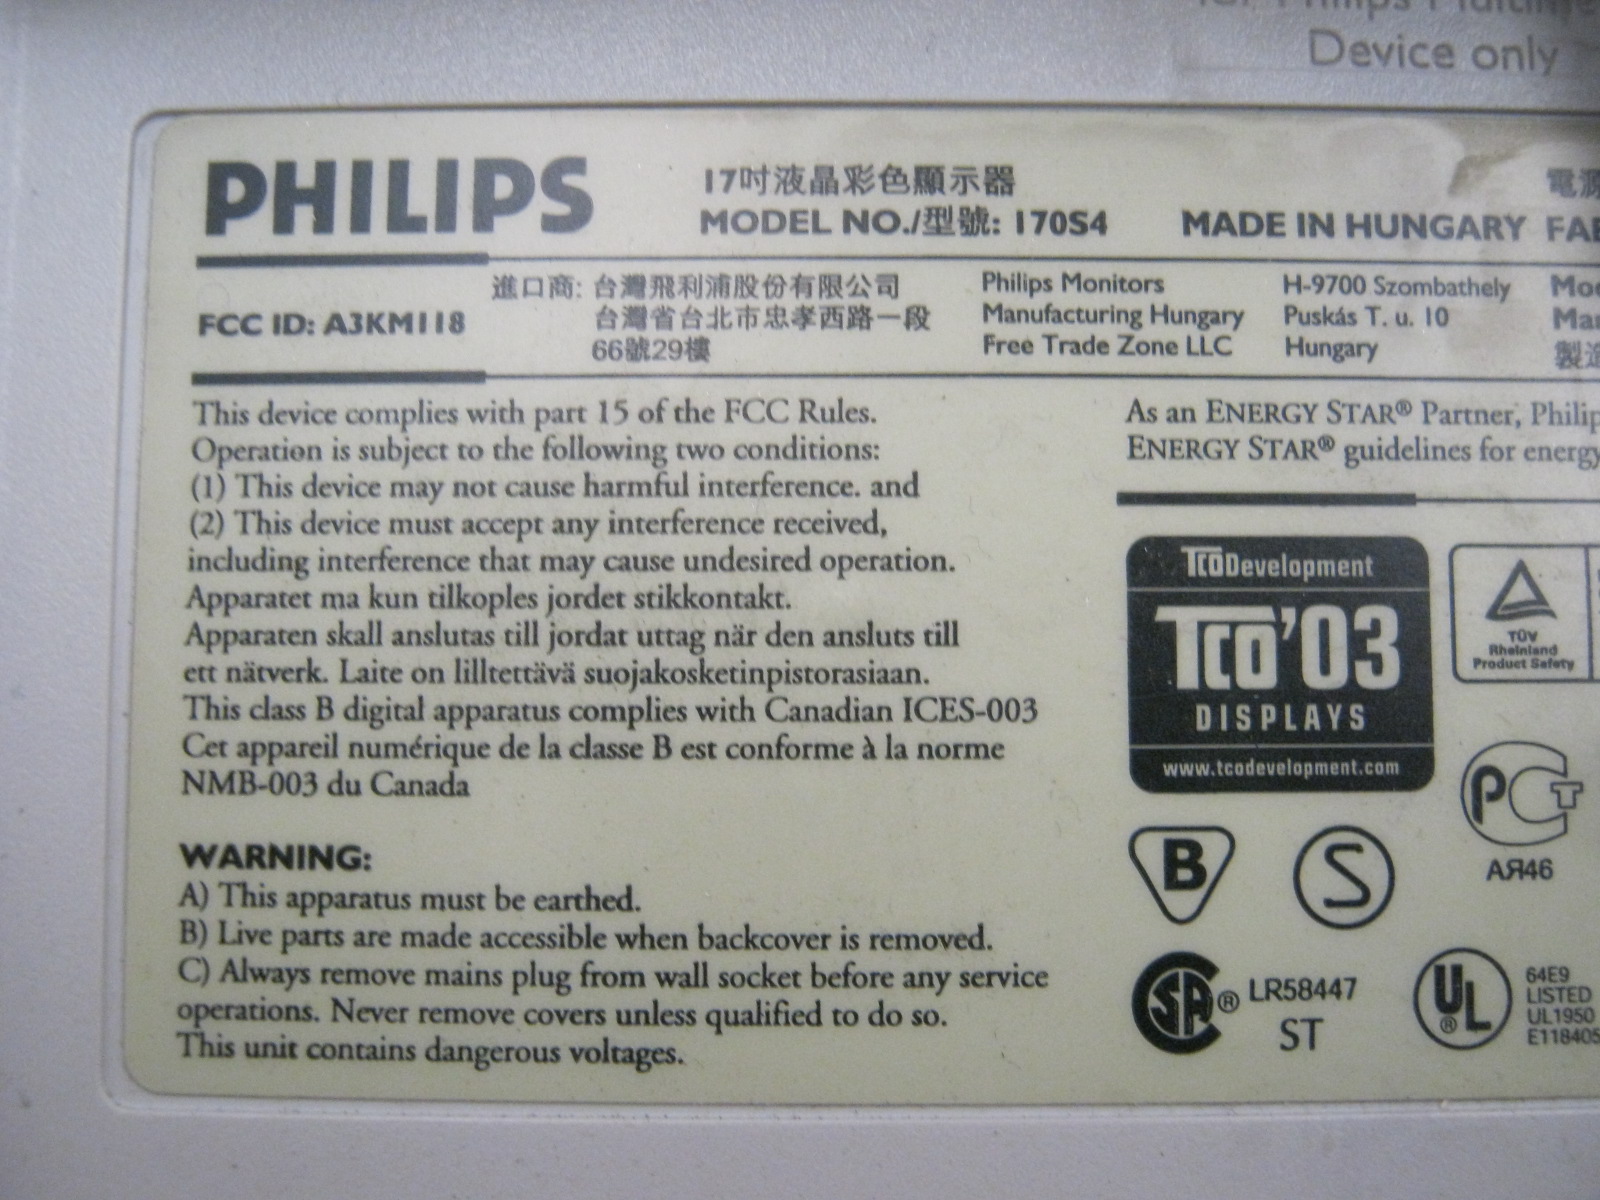 Device only
PHILIPS
17吋液晶彩色顯示器
MODEL NO./型號: 170S4
MADE IN HUNGARY
FCC ID: A3KM118
進口商: 台灣飛利浦股份有限公司
台灣省台北市忠孝西路一段
66號29樓
Philips Monitors
Manufacturing Hungary
Free Trade Zone LLC
H-9700 Szombathely
Puskás T. u. 10
Hungary
This device complies with part 15 of the FCC Rules.
Operation is subject to the following two conditions:
(1) This device may not cause harmful interference. and
(2) This device must accept any interference received,
including interference that may cause undesired operation.
Apparatet ma kun tilkoples jordet stikkontakt.
Apparaten skall anslutas till jordat uttag när den ansluts till
ett nätverk. Laite on lilltettävä suojakosketinpistorasiaan.
This class B digital apparatus complies with Canadian ICES-003
Cet appareil numérique de la classe B est conforme à la norme
NMB-003 du Canada
WARNING:
A) This apparatus must be earthed.
B) Live parts are made accessible when backcover is removed.
C) Always remove mains plug from wall socket before any service
operations. Never remove covers unless qualified to do so.
This unit contains dangerous voltages.
As an ENERGY STAR® Partner,
ENERGY STAR® guidelines for energy
TCO Development
TCO'03
DISPLAYS
www.tcodevelopment.com
TÜV
Rheinland
Product Safety
PCT
АЯ46
B
S
SA® LR58447
ST
UL®
64E9
LISTED
UL1950
E118405